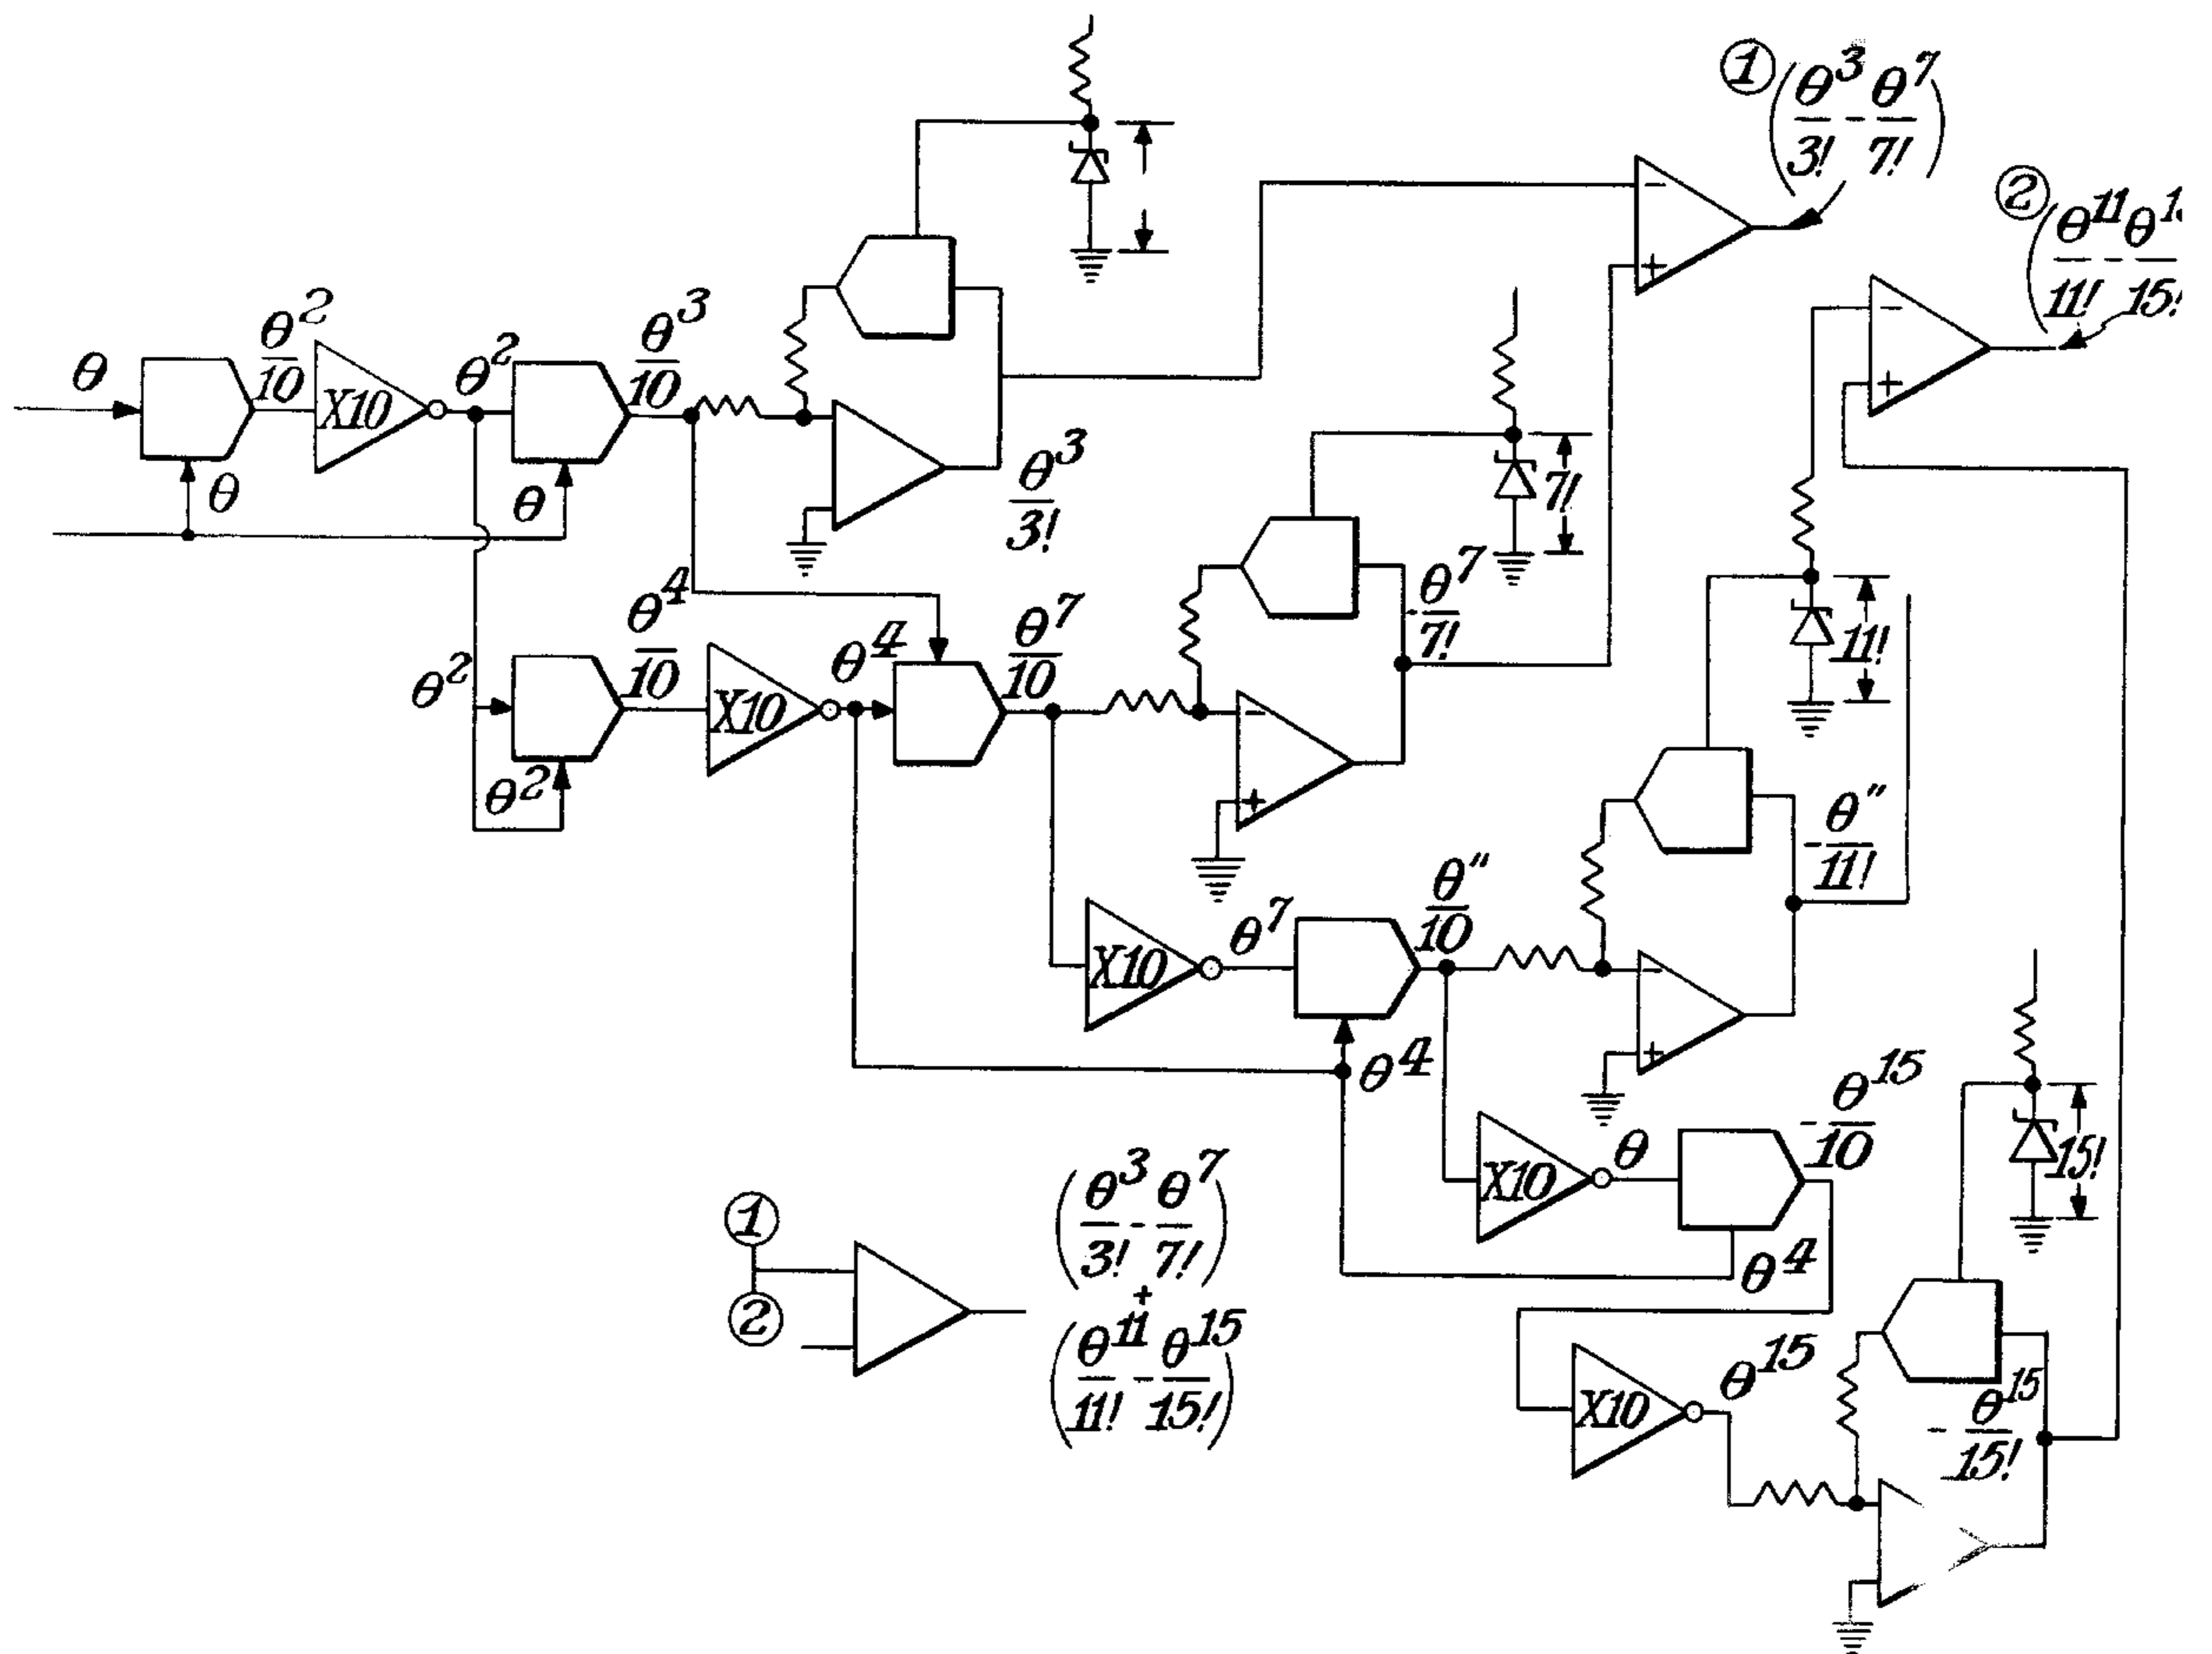 ① (θ³/3! - θ⁷/7!)
② (θ¹¹/11! - θ¹
15!
θ
θ²/10
X10
θ²
θ³/10
θ
θ
θ³/3!
7!
-θ⁷/7!
θ²
θ²
θ⁴/10
X10
θ⁴
θ⁷/10
-
+
-
+
-
+
11!
-θ"/11!
X10
θ⁷
θ"/10
θ⁴
-
+
X10
θ
-θ¹⁵/10
θ⁴
15!
①
②
(θ³/3! - θ⁷/7!)
+
(θ¹¹/11! - θ¹⁵/15!)
X10
θ¹⁵
-θ¹⁵/15!